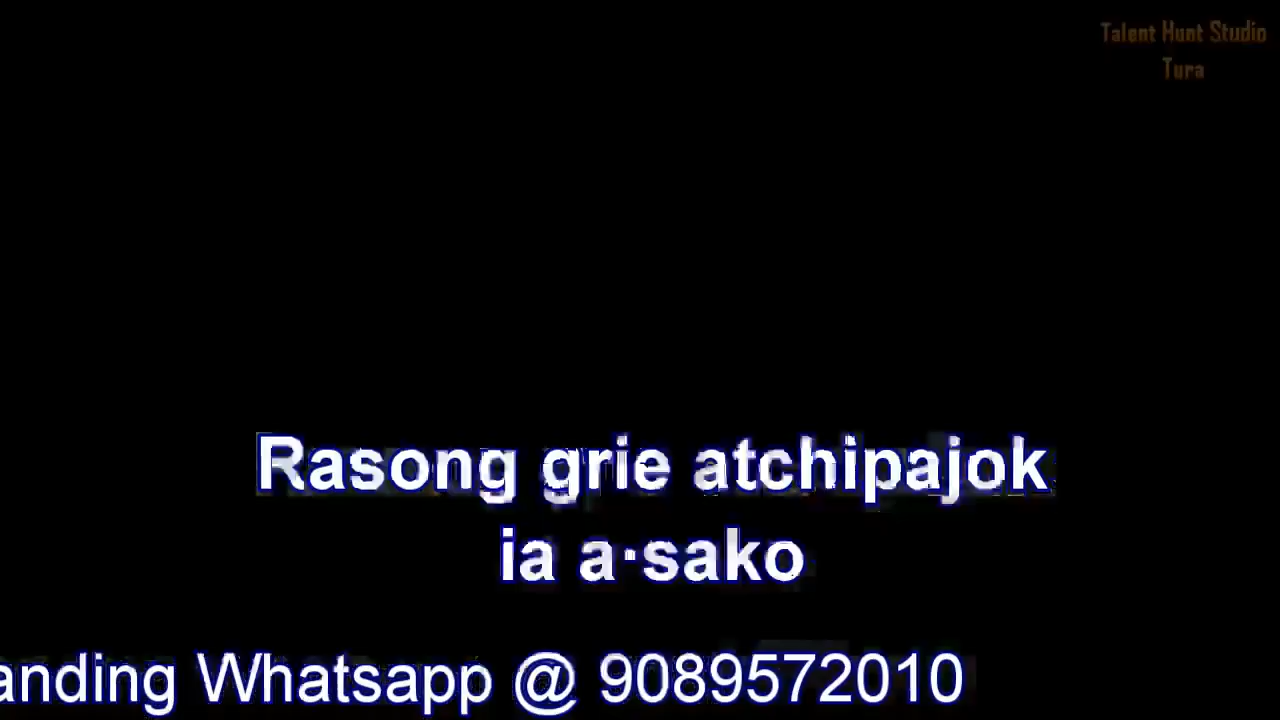 Talent Hunt Studio
Tura
Rasong grie atchipajok
ia a·sako
anding Whatsapp @ 9089572010